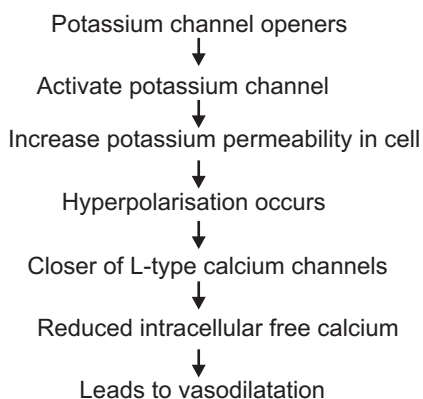 Potassium channel openers
Activate potassium channel
Increase potassium permeability in cell
Hyperpolarisation occurs
Closer of L-type calcium channels
Reduced intracellular free calcium
Leads to vasodilatation